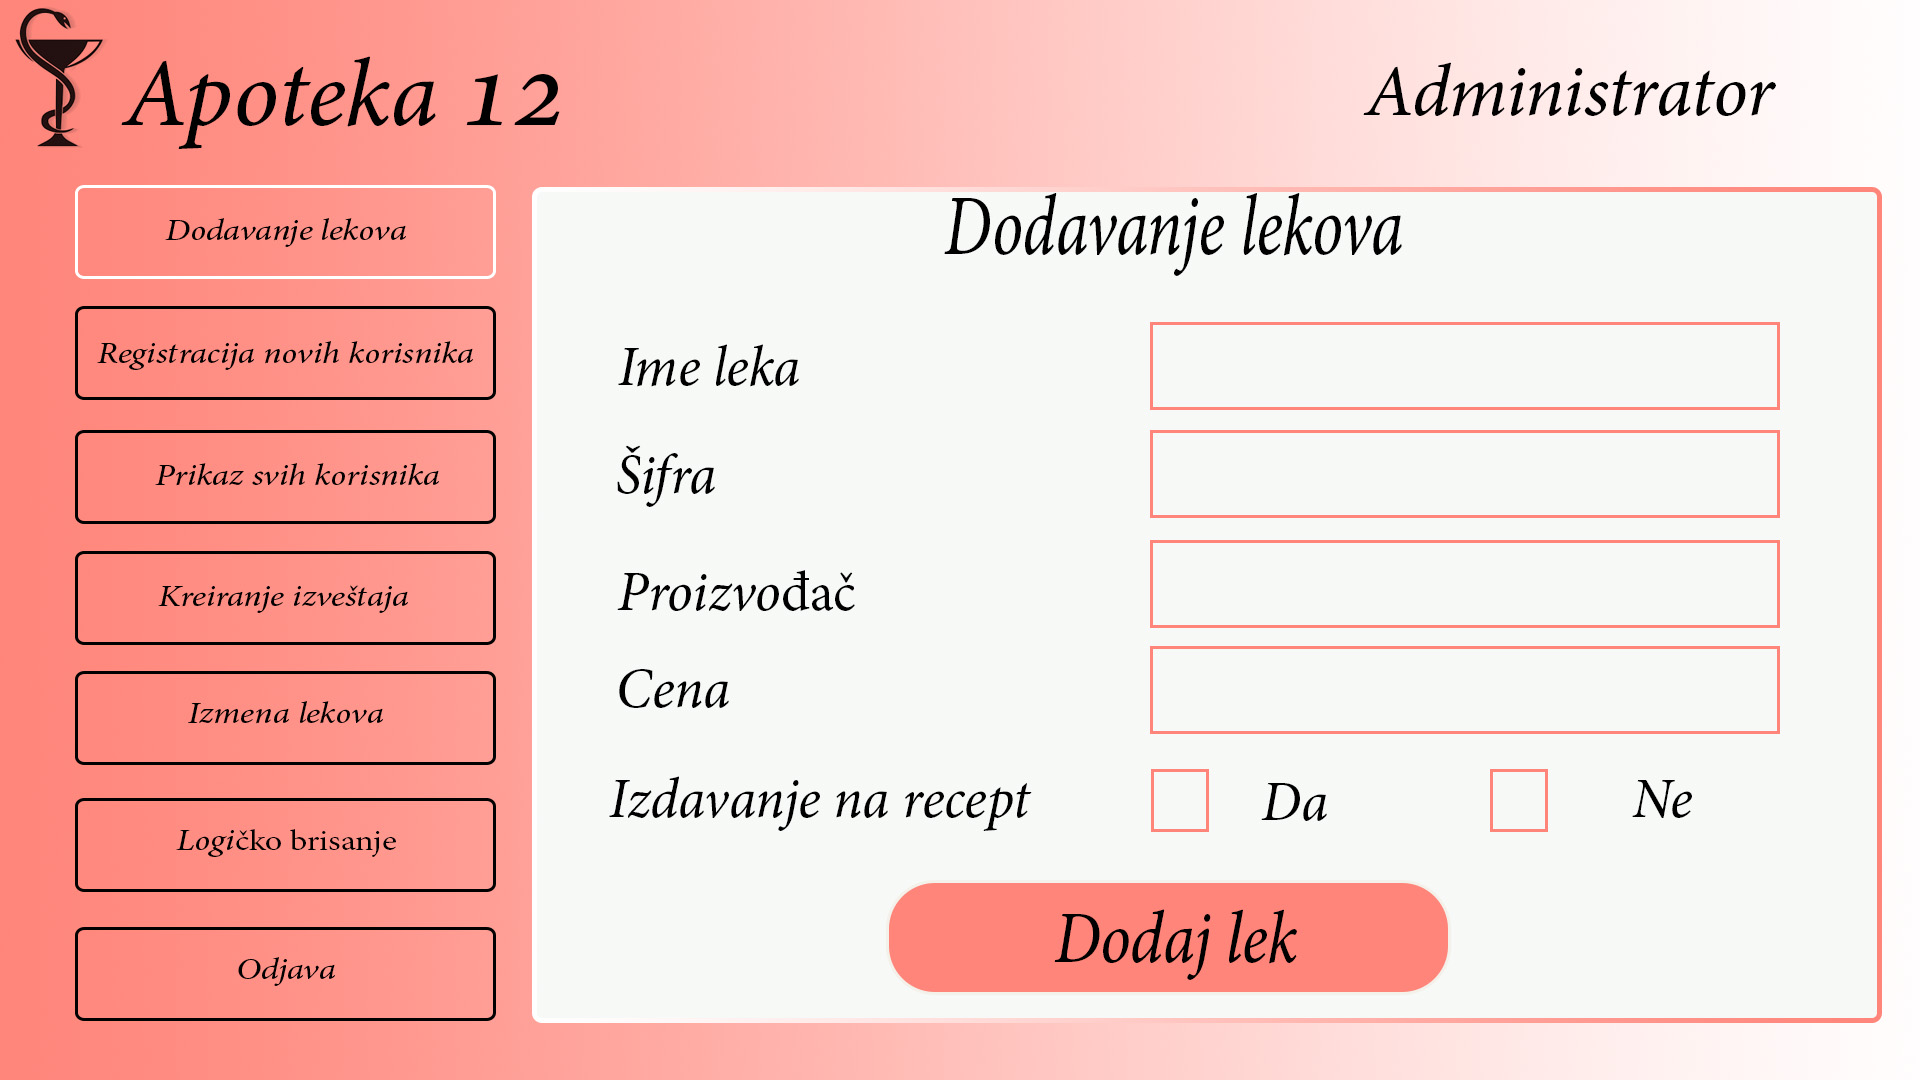 Apoteka 12
Administrator
Dodavanje lekova
Registracija novih korisnika
Prikaz svih korisnika
Kreiranje izveštaja
Izmena lekova
Logičko brisanje
Odjava
Dodavanje lekova
Ime leka
Šifra
Proizvođač
Cena
Izdavanje na recept Da Ne
Dodaj lek